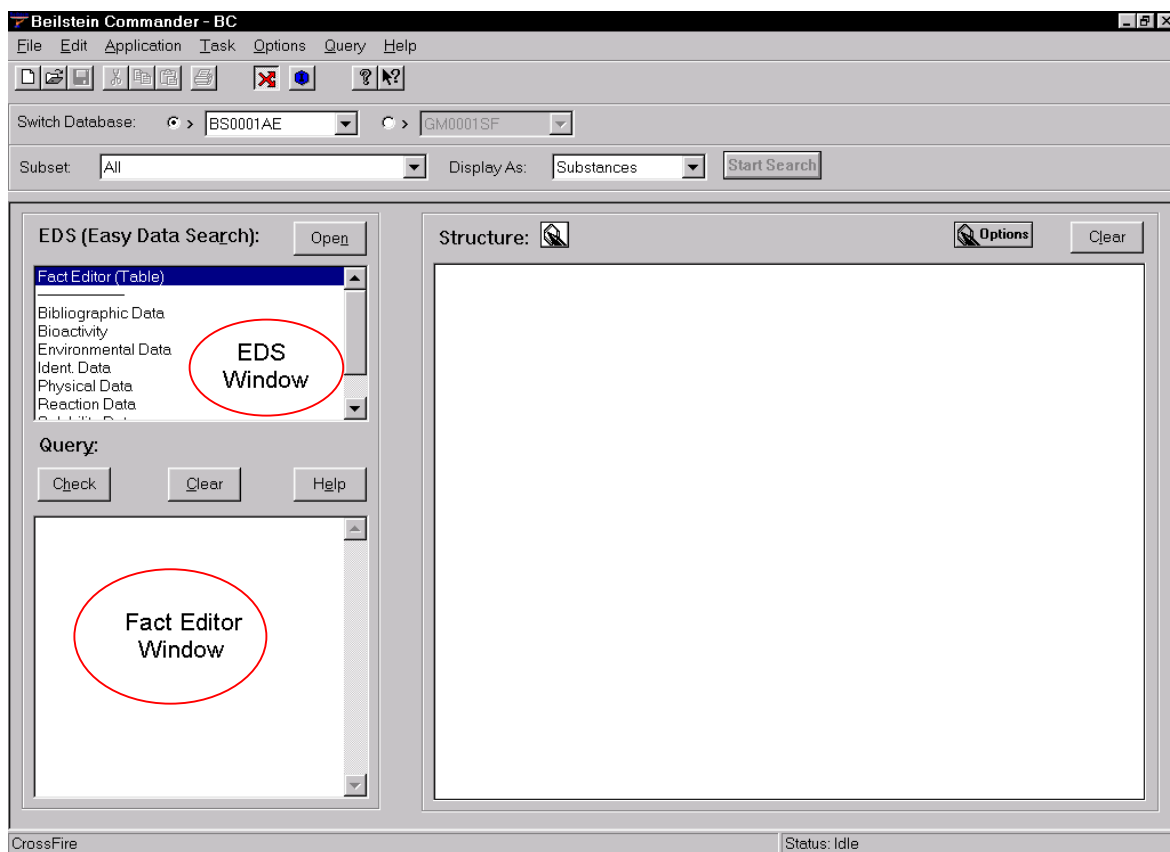 Beilstein Commander - BC
File Edit Application Task Options Query Help
Switch Database: > BS0001AE > GM0001SF
Subset: All Display As: Substances Start Search
EDS (Easy Data Search): Open
Structure: Options Clear
Fact Editor (Table)
Bibliographic Data
Bioactivity
Environmental Data
Ident. Data
Physical Data
Reaction Data
EDS
Window
Query:
Check Clear Help
Fact Editor
Window
CrossFire Status: Idle